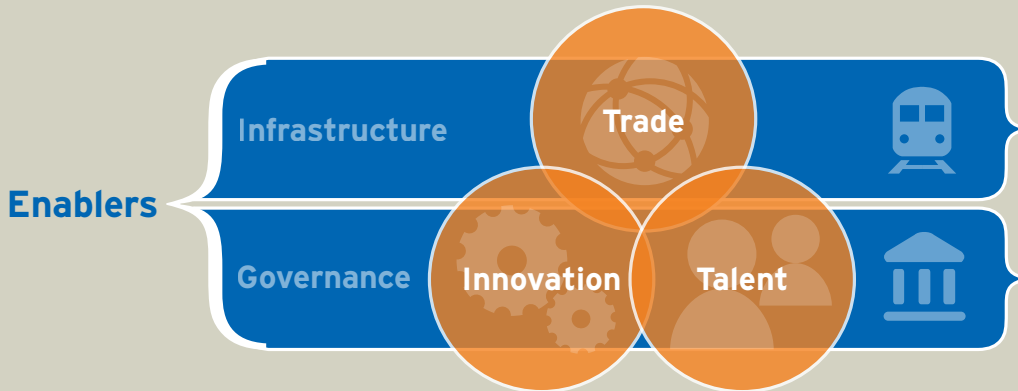 Infrastructure
Trade
Enablers
Governance
Innovation
Talent